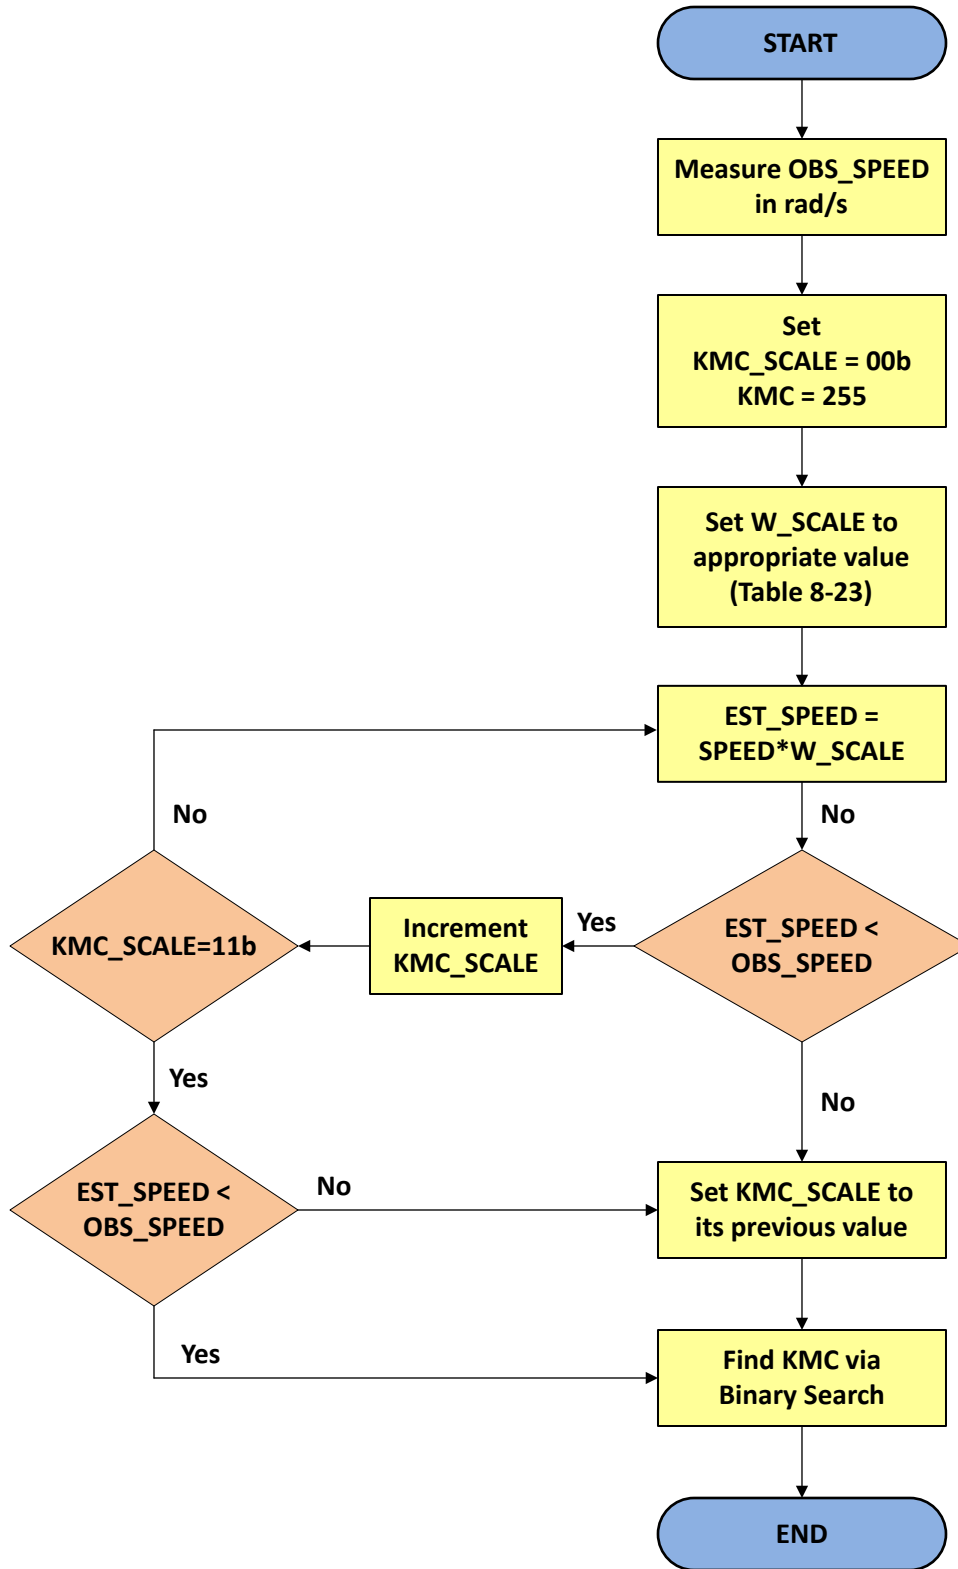 START
Measure OBS_SPEED
in rad/s
Set
KMC_SCALE = 00b
KMC = 255
Set W_SCALE to
appropriate value
(Table 8-23)
EST_SPEED =
SPEED*W_SCALE
No
No
KMC_SCALE=11b
Increment
KMC_SCALE
Yes
EST_SPEED <
OBS_SPEED
Yes
No
EST_SPEED <
OBS_SPEED
No
Set KMC_SCALE to
its previous value
Yes
Find KMC via
Binary Search
END